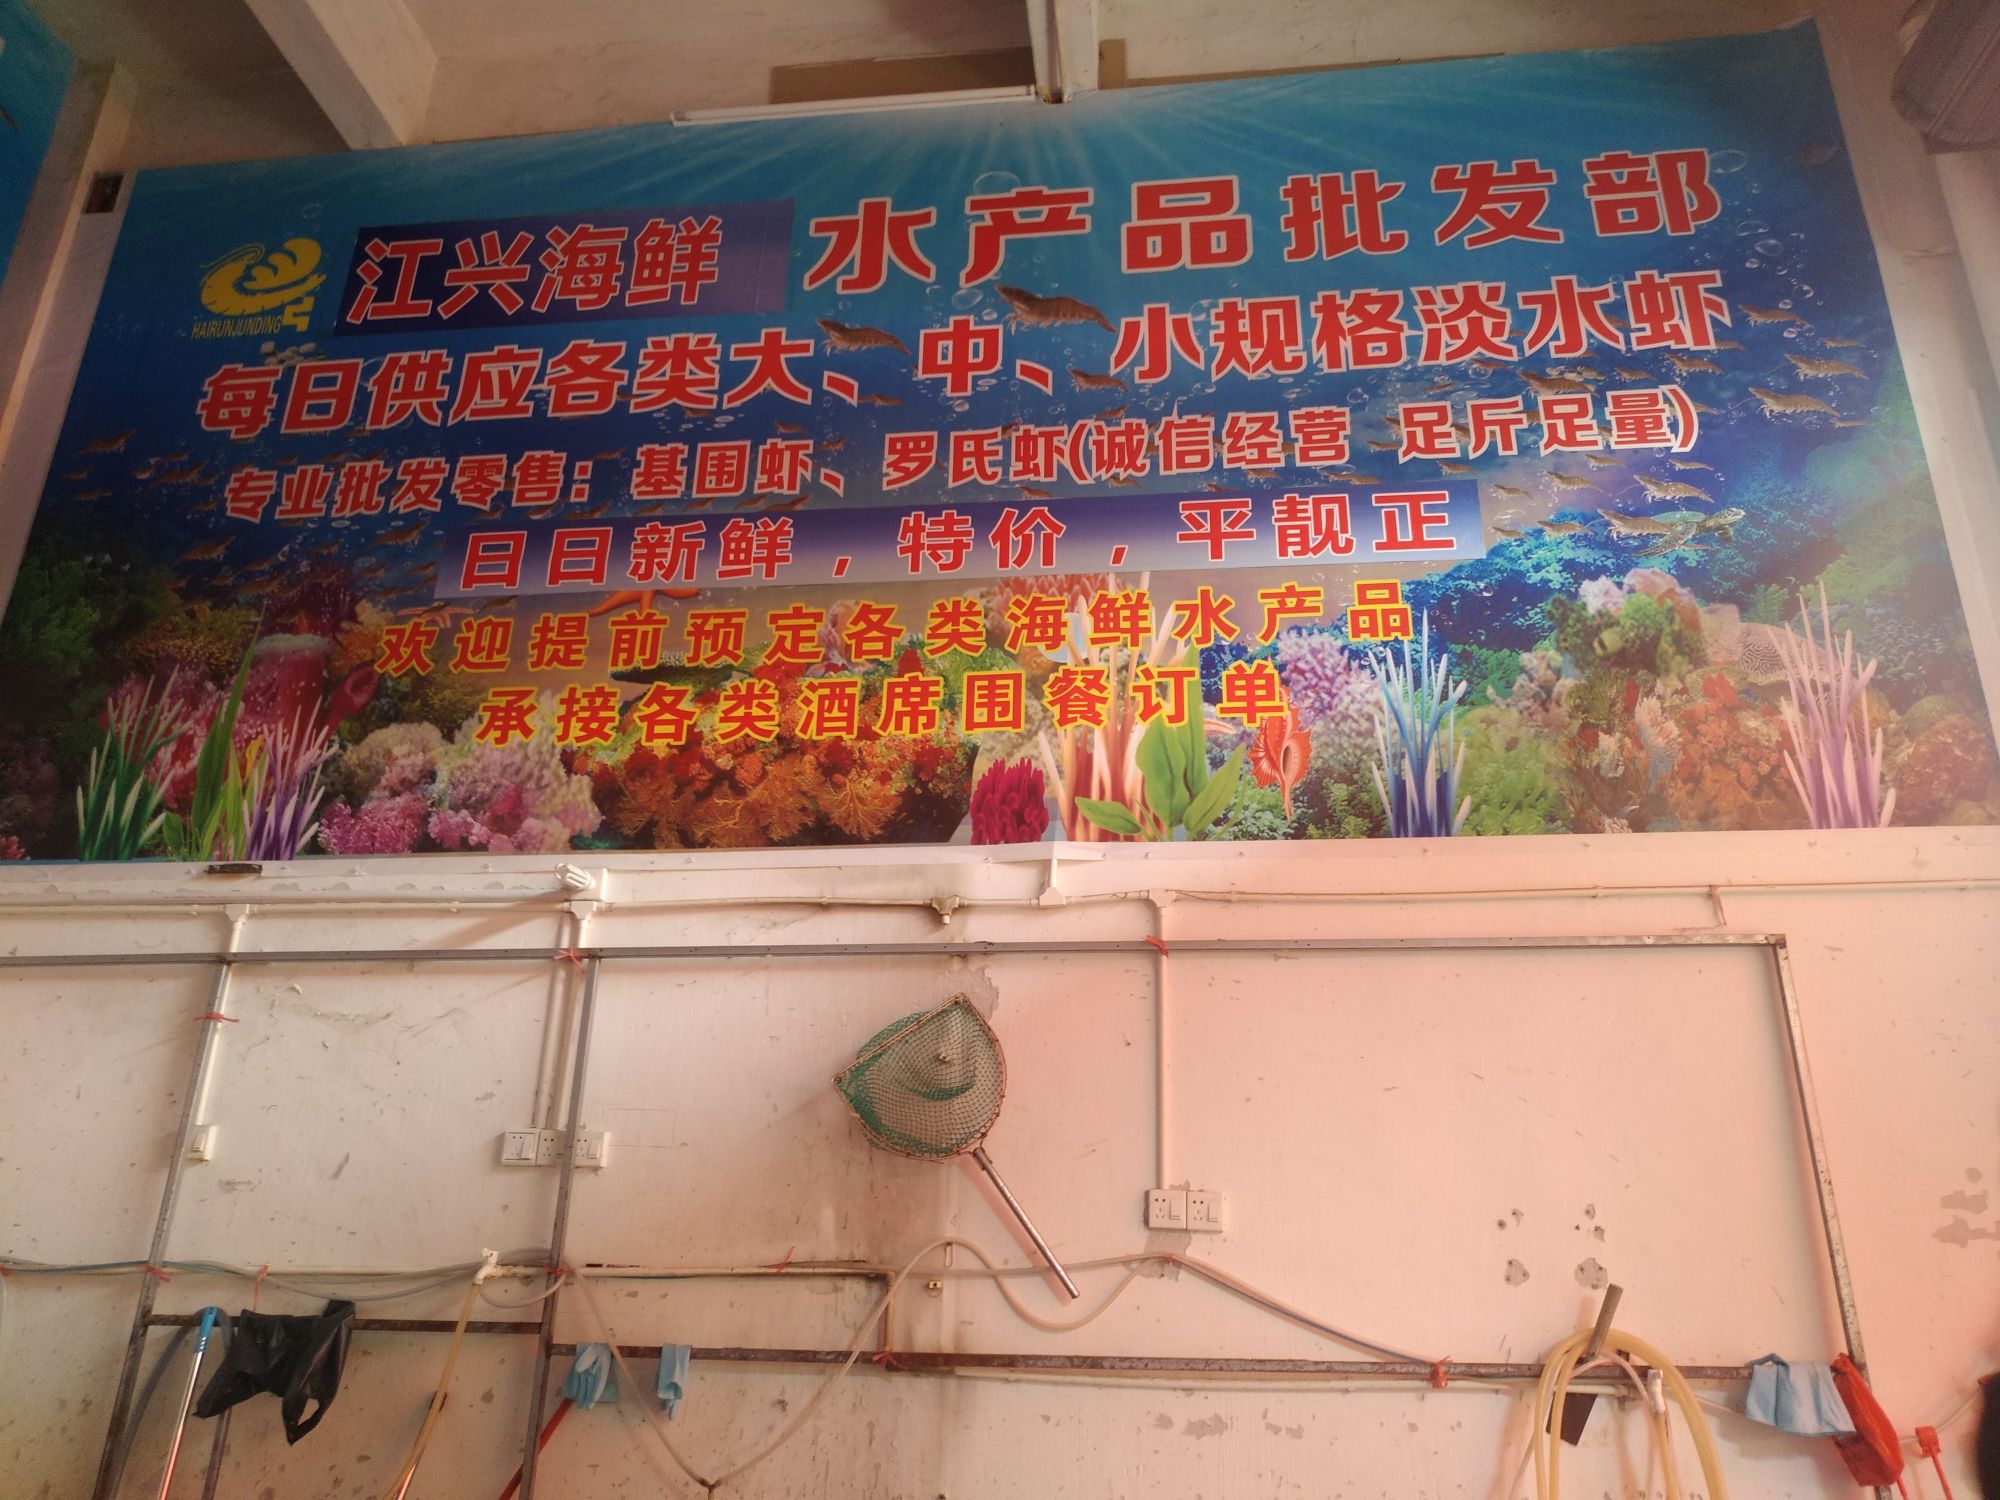 HAIRUNJUNDING
江兴海鲜 水产品批发部
每日供应各类大、中、小规格淡水虾
专业批发零售：基围虾、罗氏虾(诚信经营 足斤足量)
日日新鲜，特价，平靓正
欢迎提前预定各类海鲜水产品
承接各类酒席围餐订单